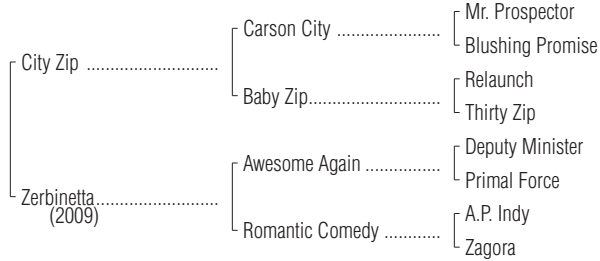 Mr. Prospector
Carson City ........................
Blushing Promise
City Zip .............................
Relaunch
Baby Zip..............................
Thirty Zip
Deputy Minister
Awesome Again .................
Primal Force
Zerbinetta...........................
(2009)
A.P. Indy
Romantic Comedy ............
Zagora